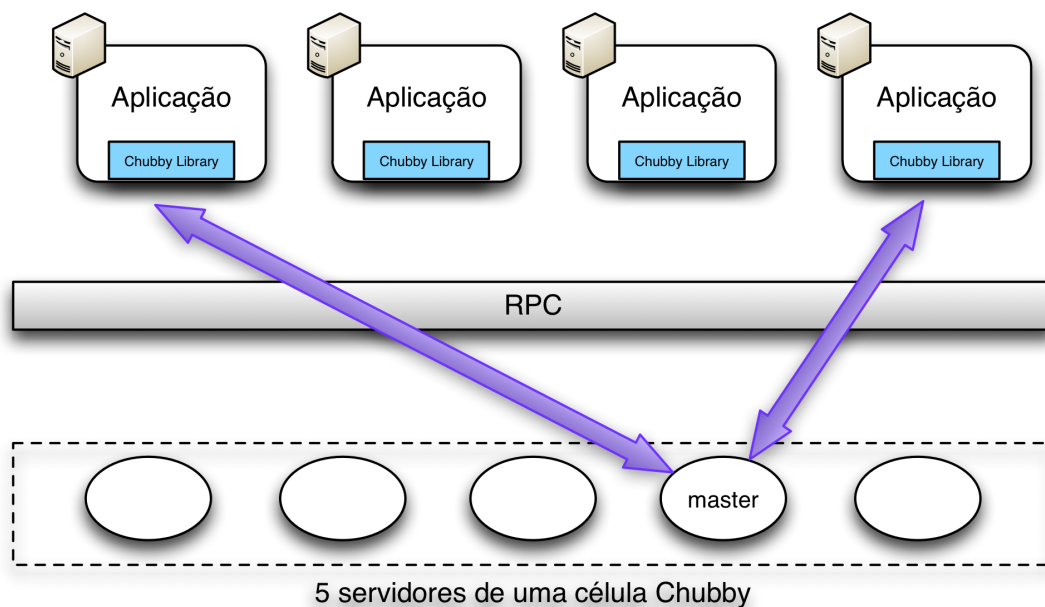 Aplicação
Aplicação
Aplicação
Aplicação
Chubby Library
Chubby Library
Chubby Library
Chubby Library
RPC
master
5 servidores de uma célula Chubby